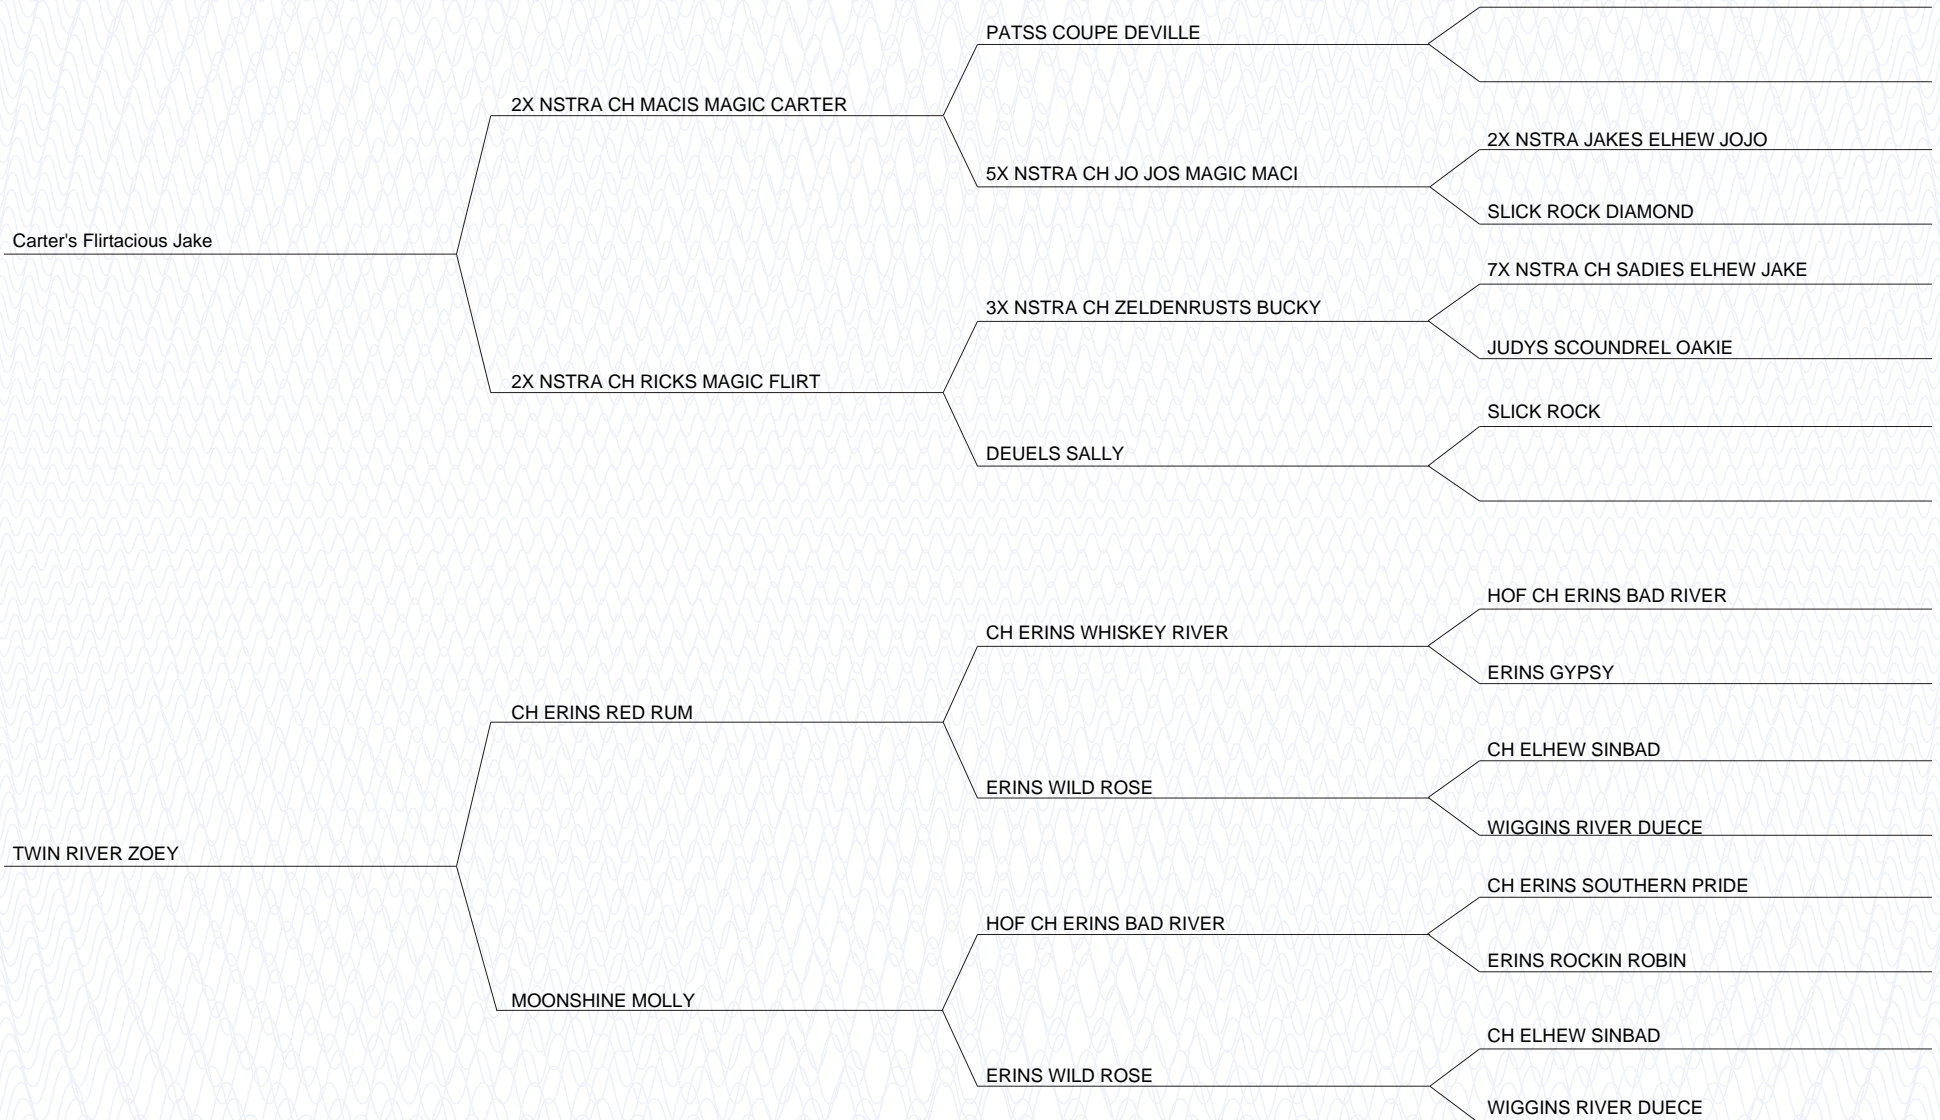 PATSS COUPE DEVILLE
2X NSTRA CH MACIS MAGIC CARTER
2X NSTRA JAKES ELHEW JOJO
5X NSTRA CH JO JOS MAGIC MACI
SLICK ROCK DIAMOND
Carter's Flirtacious Jake
7X NSTRA CH SADIES ELHEW JAKE
3X NSTRA CH ZELDENRUSTS BUCKY
JUDYS SCOUNDREL OAKIE
2X NSTRA CH RICKS MAGIC FLIRT
SLICK ROCK
DEUELS SALLY
HOF CH ERINS BAD RIVER
CH ERINS WHISKEY RIVER
ERINS GYPSY
CH ERINS RED RUM
CH ELHEW SINBAD
ERINS WILD ROSE
WIGGINS RIVER DUECE
TWIN RIVER ZOEY
CH ERINS SOUTHERN PRIDE
HOF CH ERINS BAD RIVER
ERINS ROCKIN ROBIN
MOONSHINE MOLLY
CH ELHEW SINBAD
ERINS WILD ROSE
WIGGINS RIVER DUECE